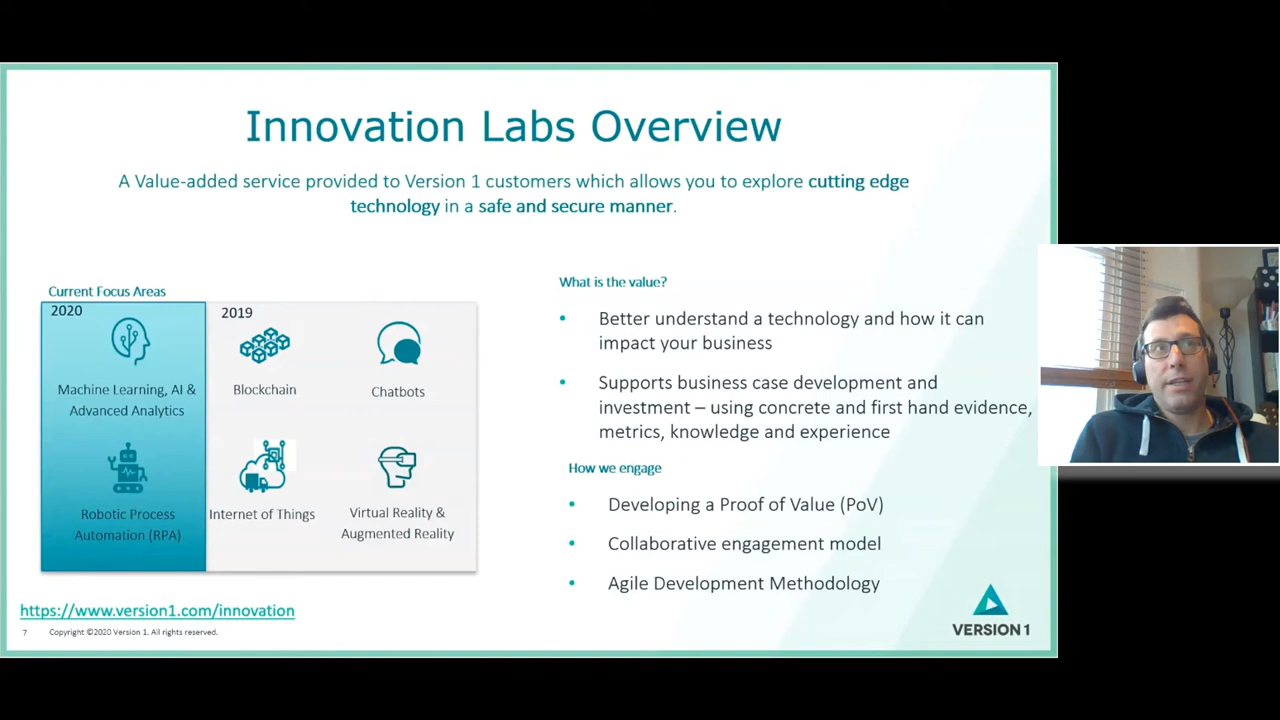 Innovation Labs Overview
A Value-added service provided to Version 1 customers which allows you to explore cutting edge
technology in a safe and secure manner.
Current Focus Areas
2020
Machine Learning, AI &
Advanced Analytics
Robotic Process
Automation (RPA)
2019
Blockchain
Chatbots
Internet of Things
Virtual Reality &
Augmented Reality
https://www.version1.com/innovation
7 Copyright ©2020 Version 1. All rights reserved.
What is the value?
• Better understand a technology and how it can
impact your business
• Supports business case development and
investment – using concrete and first hand evidence,
metrics, knowledge and experience
How we engage
• Developing a Proof of Value (PoV)
• Collaborative engagement model
• Agile Development Methodology
VERSION 1